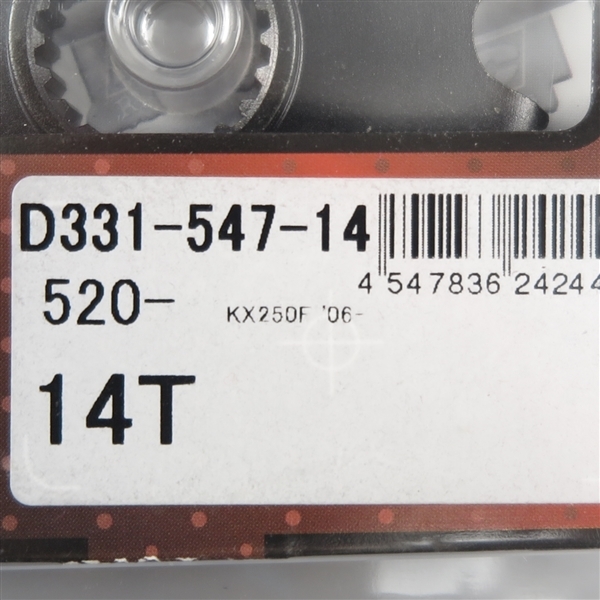 D331-547-14
4 547836 24244
520- KX250F '06-
14T